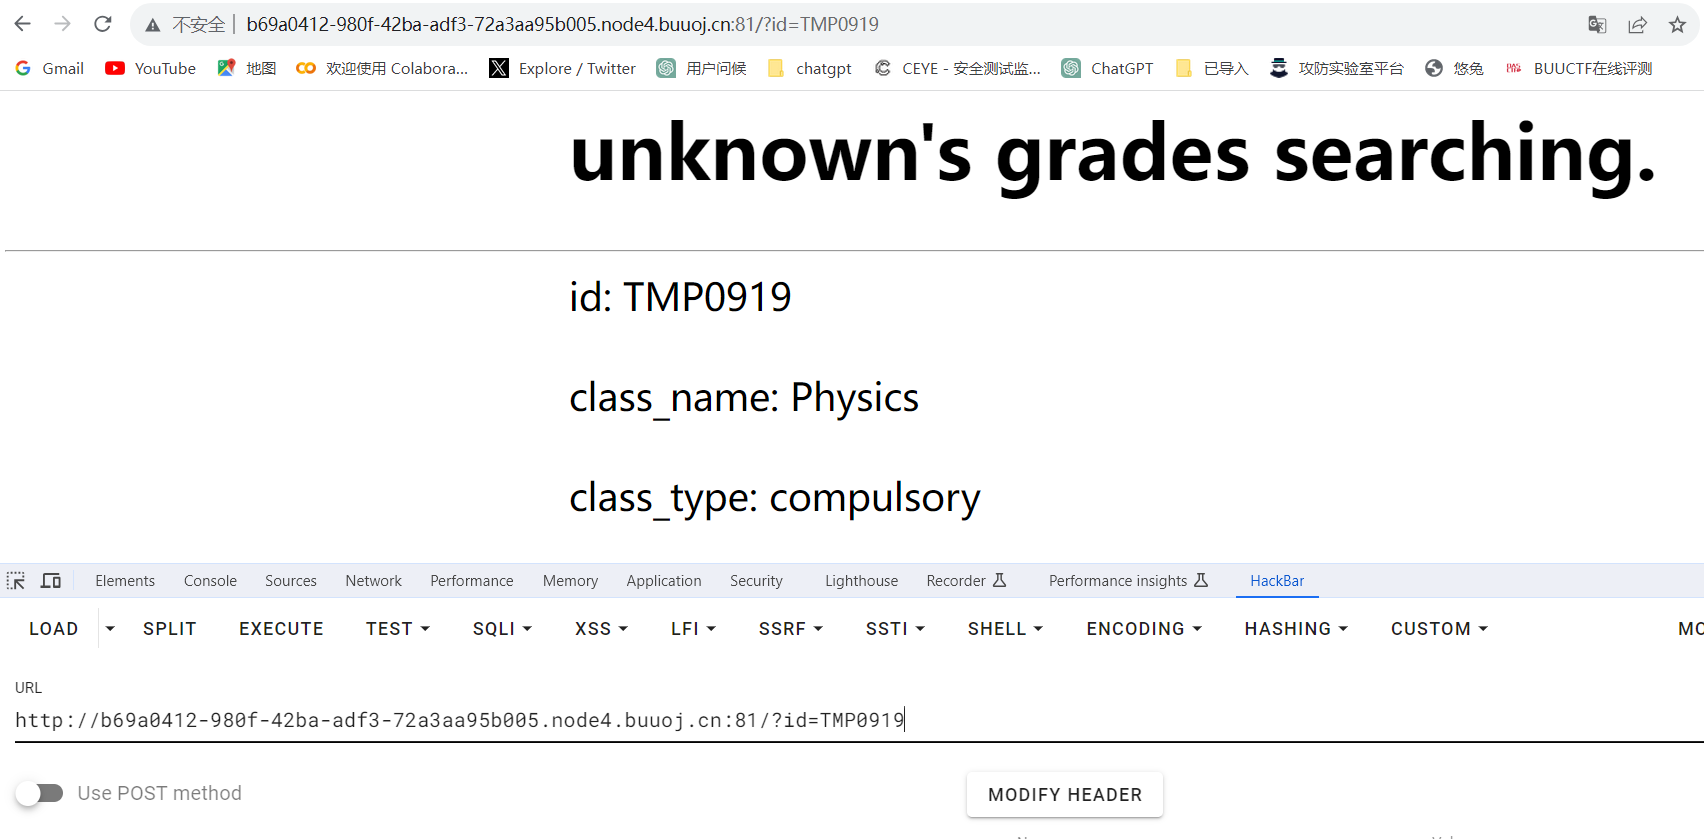 不安全 b69a0412-980f-42ba-adf3-72a3aa95b005.node4.buuoj.cn:81/?id=TMP0919
Gmail YouTube 地图 欢迎使用 Colabora... Explore / Twitter 用户问候 chatgpt CEYE - 安全测试监... ChatGPT 已导入 攻防实验室平台 悠兔 BUUCTF在线评测
unknown's grades searching.
id: TMP0919
class_name: Physics
class_type: compulsory
Elements Console Sources Network Performance Memory Application Security Lighthouse Recorder Performance insights HackBar
LOAD SPLIT EXECUTE TEST SQLI XSS LFI SSRF SSTI SHELL ENCODING HASHING CUSTOM
URL
http://b69a0412-980f-42ba-adf3-72a3aa95b005.node4.buuoj.cn:81/?id=TMP0919
Use POST method MODIFY HEADER